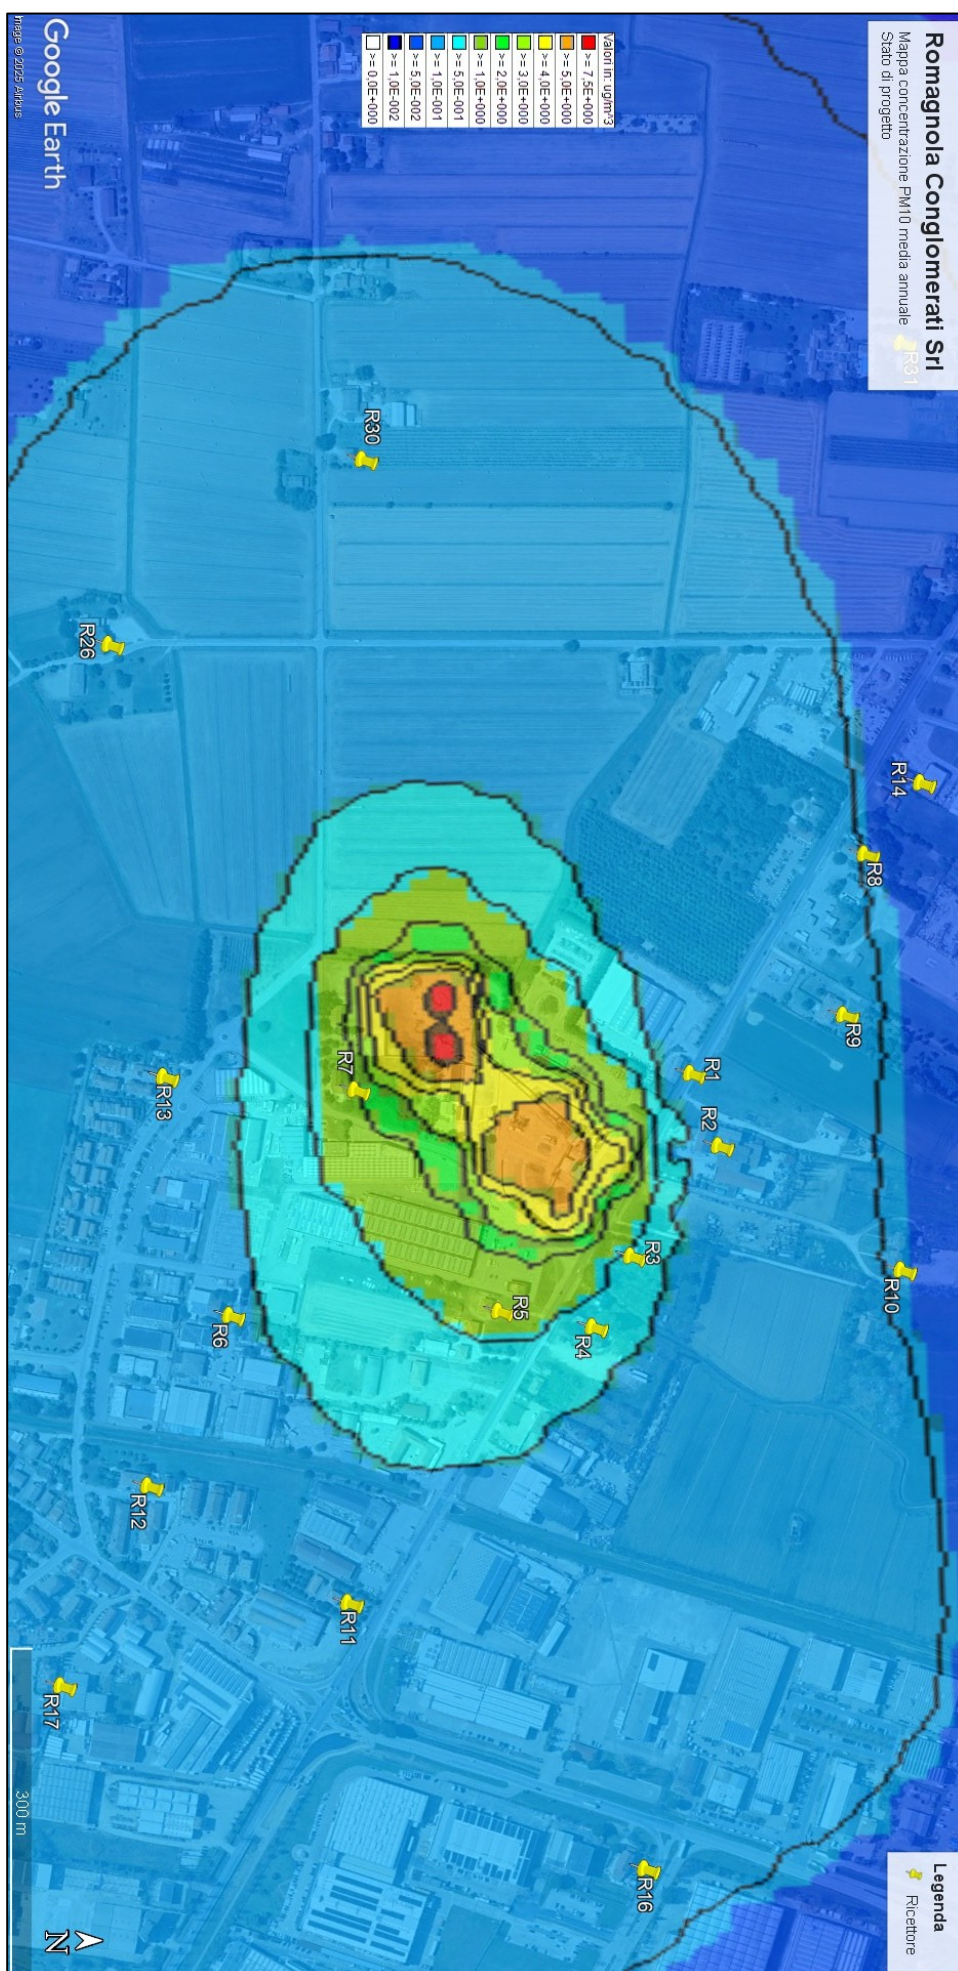 Romagnola Conglomerati Srl
Mappa concentrazione PM10 media annuale
Stato di progetto
R31
Legenda
Ricettore
Valori in: ug/m^3
>= 7,5E+000
>= 5,0E+000
>= 4,0E+000
>= 3,0E+000
>= 2,0E+000
>= 1,0E+000
>= 5,0E-001
>= 1,0E-001
>= 5,0E-002
>= 1,0E-002
>= 0,0E+000
R14
R8
R9
R10
R1
R2
R3
R16
R4
R5
R30
R7
R11
R6
R13
R12
R26
R17
Google Earth
Image © 2025 Airbus
300 m
N